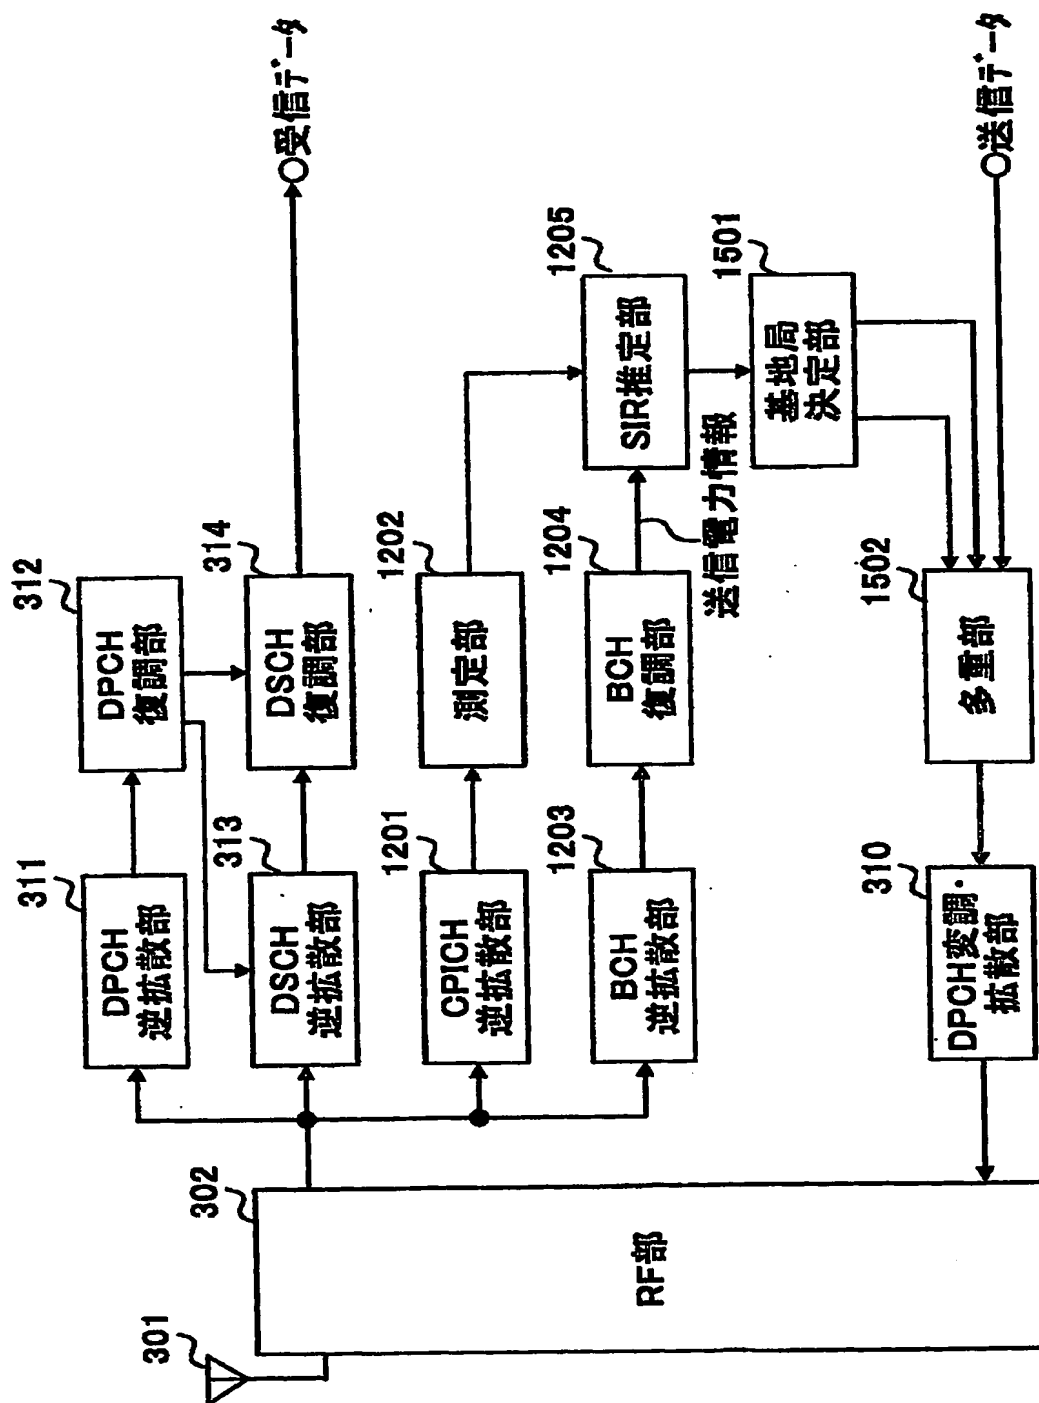 301
302
RF部
311
DPCH
逆拡散部
312
DPCH
復調部
313
DSCH
逆拡散部
314
DSCH
復調部
受信データ
1201
CPICH
逆拡散部
1202
測定部
1203
BCH
逆拡散部
1204
BCH
復調部
送信電力情報
1205
SIR推定部
1501
基地局
決定部
310
DPCH変調・
拡散部
1502
多重部
送信データ